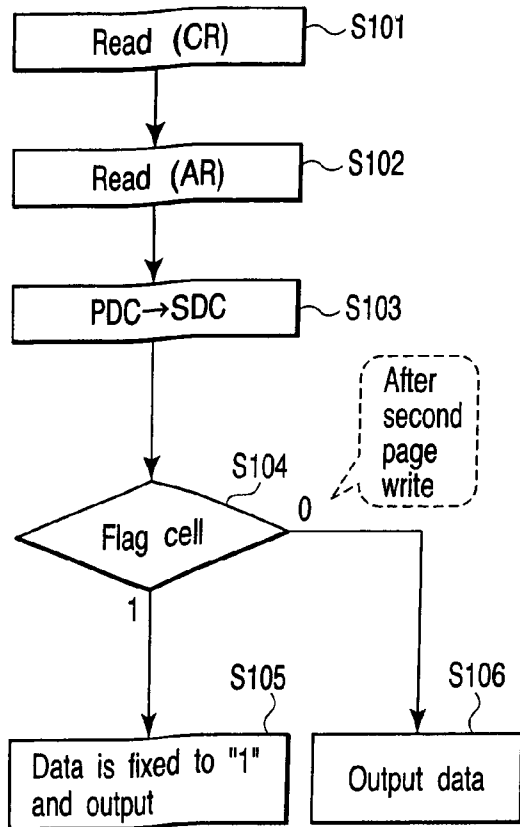 Read (CR)
S101
Read (AR)
S102
PDC→SDC
S103
After
second
page
write
S104
Flag cell
0
1
S105
Data is fixed to "1"
and output
S106
Output data